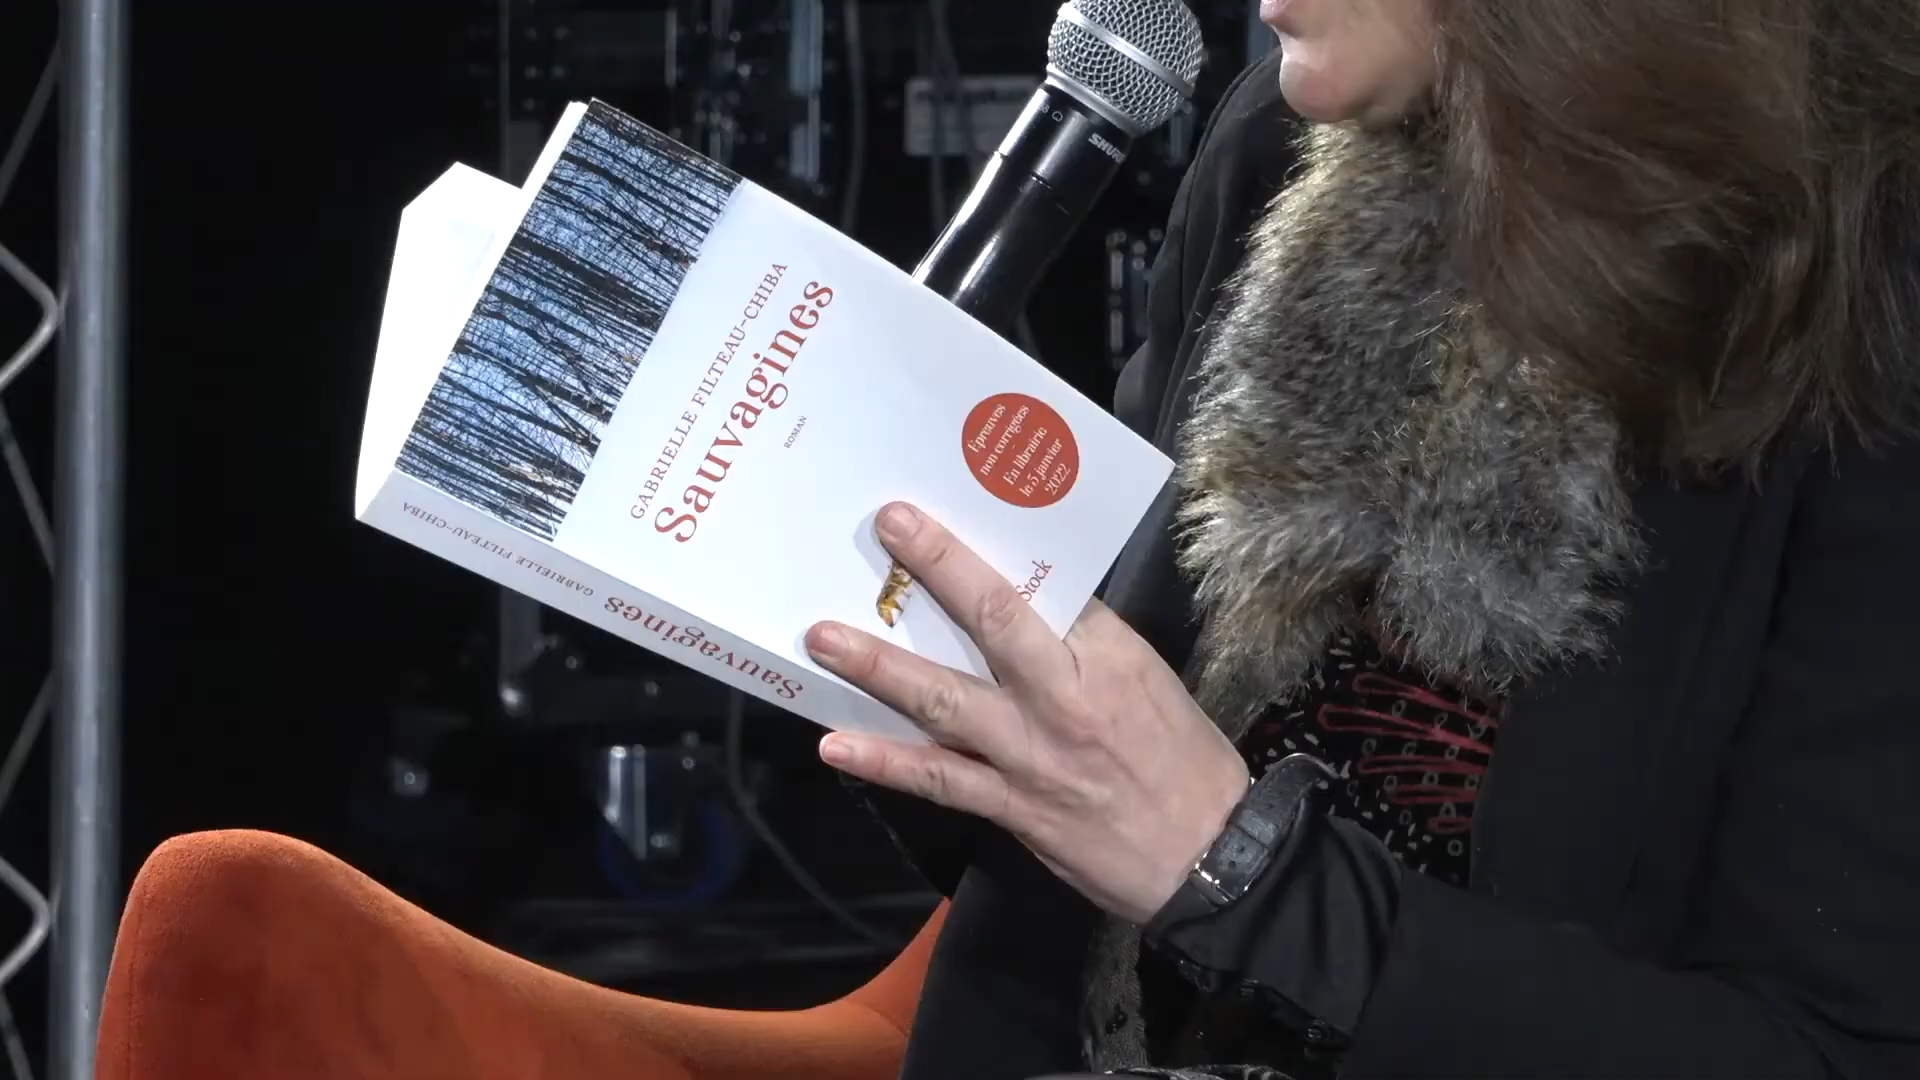 GABRIELLE FILTEAU-CHIBA
Sauvagines
ROMAN
Épreuves
non corrigées
-
En librairie
le 5 janvier
2022
Stock
GABRIELLE FILTEAU-CHIBA
Sauvagines
SHURE